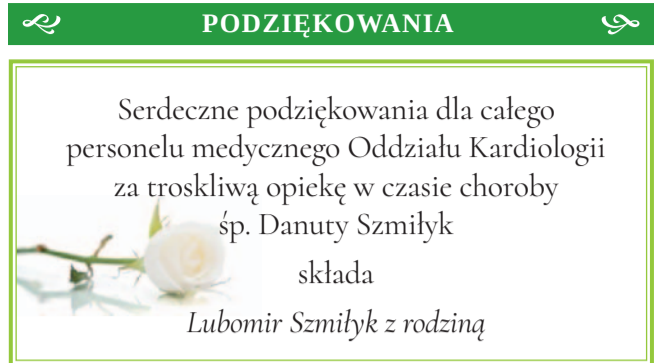 PODZIĘKOWANIA
Serdeczne podziękowania dla całego
personelu medycznego Oddziału Kardiologii
za troskliwą opiekę w czasie choroby
śp. Danuty Szmiłyk
składa
Lubomir Szmiłyk z rodziną